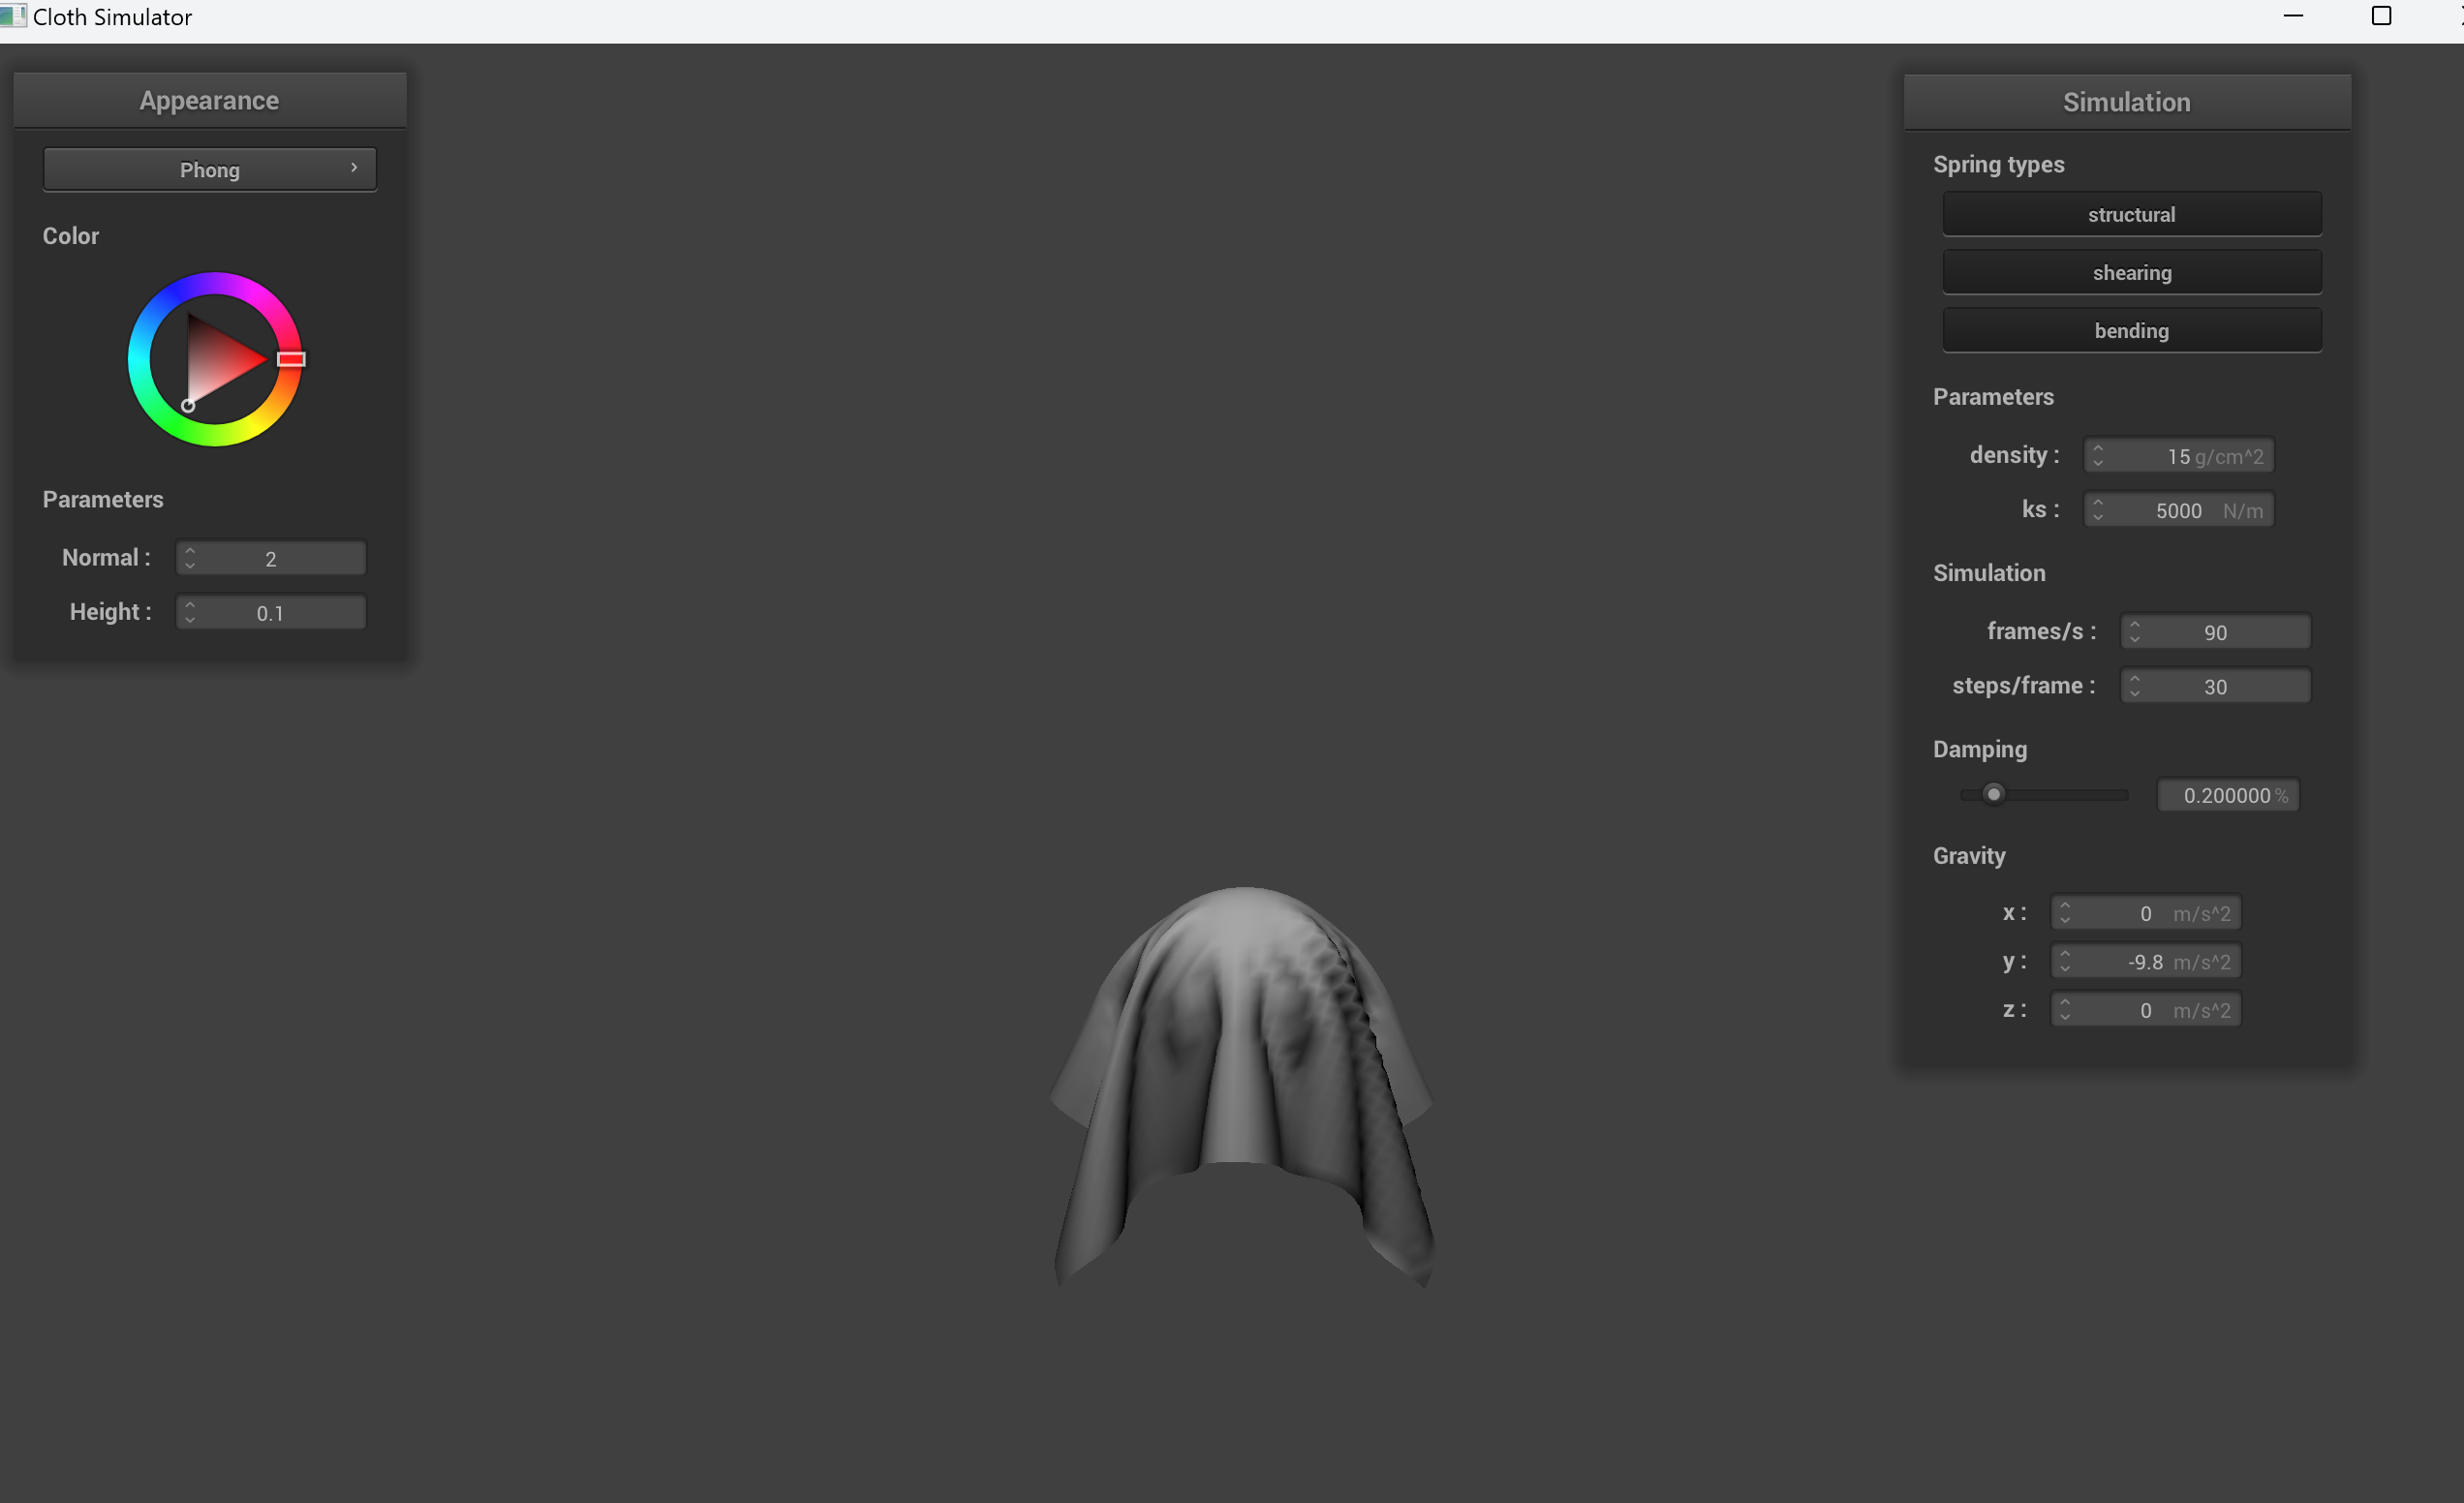 Cloth Simulator
Appearance
Phong
Color
Parameters
Normal : 2
Height : 0.1
Simulation
Spring types
structural
shearing
bending
Parameters
density : 15 g/cm^2
ks : 5000 N/m
Simulation
frames/s : 90
steps/frame : 30
Damping
0.200000 %
Gravity
x : 0 m/s^2
y : -9.8 m/s^2
z : 0 m/s^2